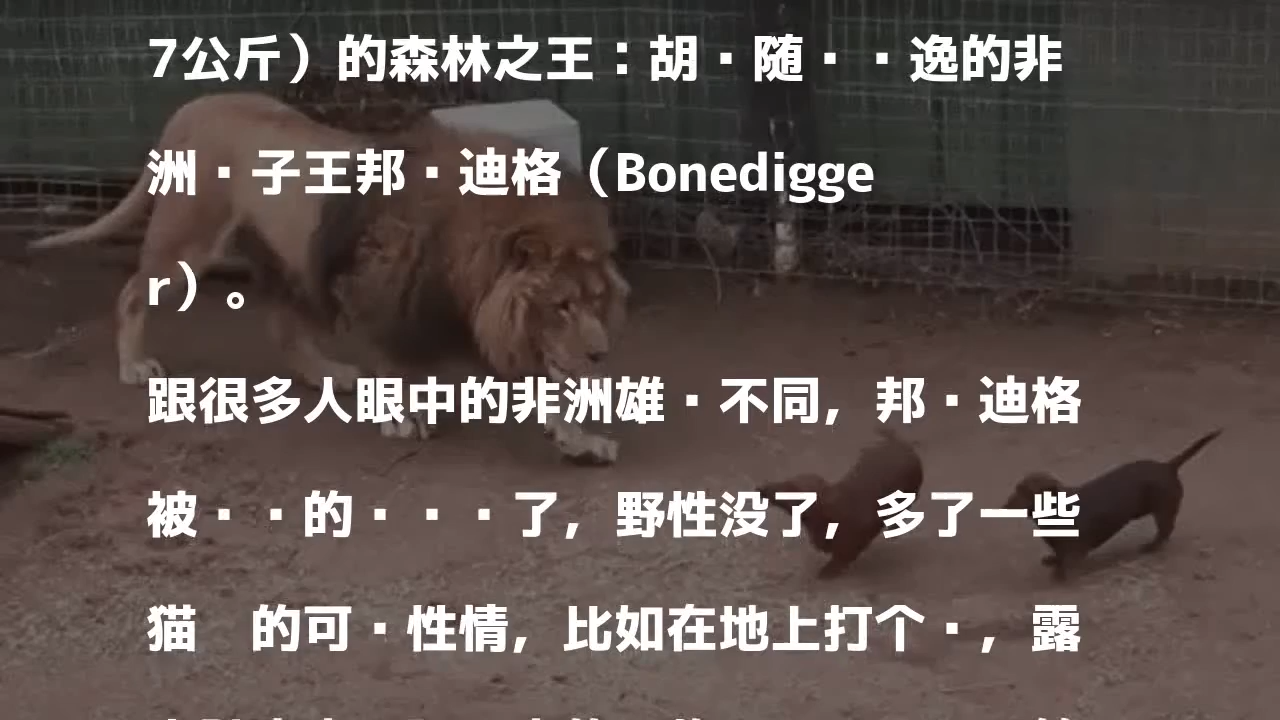 7公斤）的森林之王：胡·随··逸的非
洲·子王邦·迪格（Bonedigge
r）。
跟很多人眼中的非洲雄·不同，邦·迪格
被··的···了，野性没了，多了一些
猫　的可·性情，比如在地上打个·，露